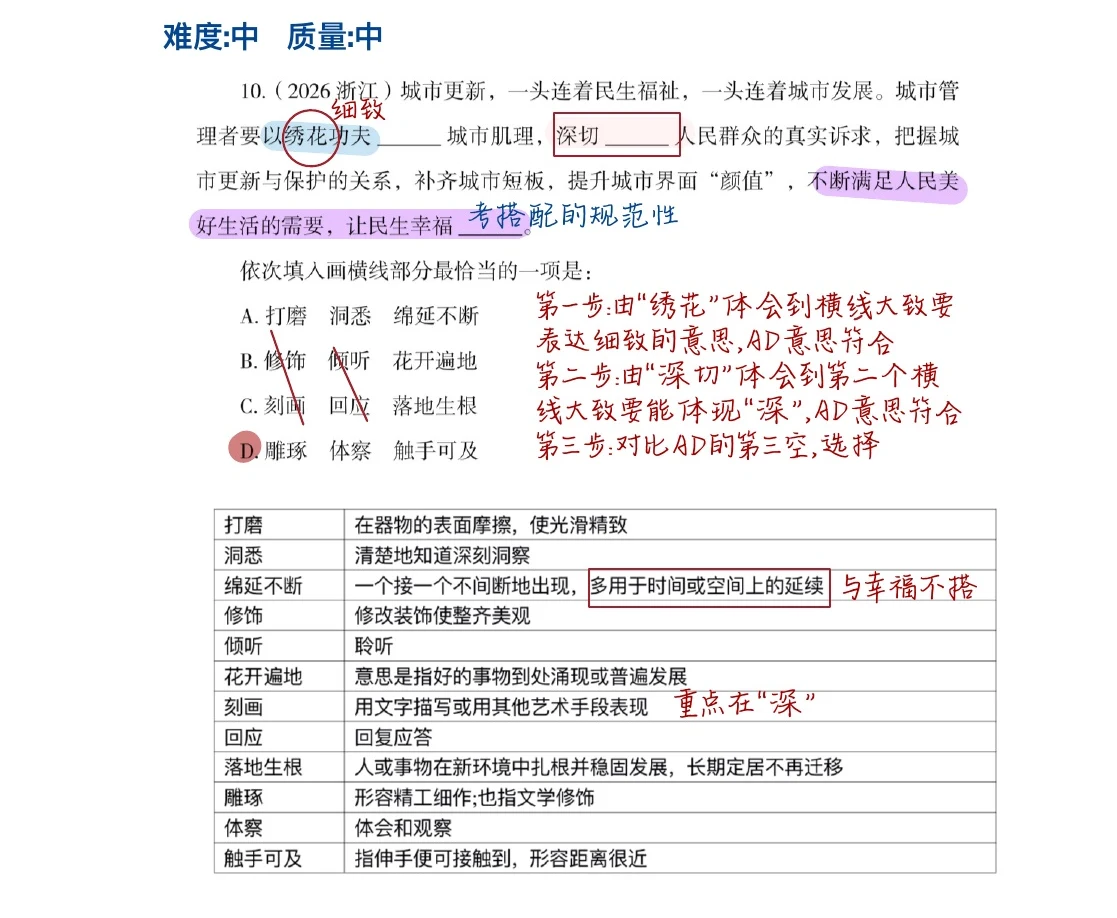 难度:中　质量:中
10.（2026 浙江）城市更新，一头连着民生福祉，一头连着城市发展。城市管
细致
理者要以绣花功夫______城市肌理，深切______人民群众的真实诉求，把握城
市更新与保护的关系，补齐城市短板，提升城市界面“颜值”，不断满足人民美
好生活的需要，让民生幸福______。
考搭配的规范性
依次填入画横线部分最恰当的一项是：
A. 打磨　洞悉　绵延不断
B. 修饰　倾听　花开遍地
C. 刻画　回应　落地生根
D. 雕琢　体察　触手可及
第一步:由“绣花”体会到横线大致要
表达细致的意思,AD意思符合
第二步:由“深切”体会到第二个横
线大致要能体现“深”,AD意思符合
第三步:对比AD的第三空,选择
打磨　在器物的表面摩擦，使光滑精致
洞悉　清楚地知道深刻洞察
绵延不断　一个接一个不间断地出现，多用于时间或空间上的延续　与幸福不搭
修饰　修改装饰使整齐美观
倾听　聆听
花开遍地　意思是指好的事物到处涌现或普遍发展
刻画　用文字描写或用其他艺术手段表现　重点在“深”
回应　回复应答
落地生根　人或事物在新环境中扎根并稳固发展，长期定居不再迁移
雕琢　形容精工细作;也指文学修饰
体察　体会和观察
触手可及　指伸手便可接触到，形容距离很近